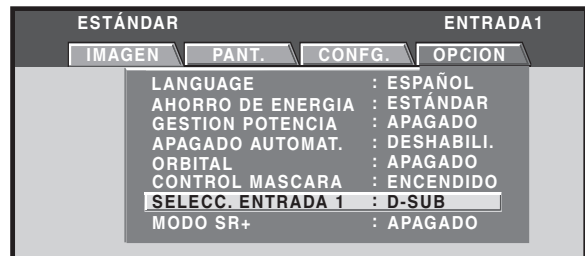 ESTÁNDAR ENTRADA1
IMAGEN PANT. CONFG. OPCION
LANGUAGE : ESPAÑOL
AHORRO DE ENERGIA : ESTÁNDAR
GESTION POTENCIA : APAGADO
APAGADO AUTOMAT. : DESHABILI.
ORBITAL : APAGADO
CONTROL MASCARA : ENCENDIDO
SELECC. ENTRADA 1 : D-SUB
MODO SR+ : APAGADO